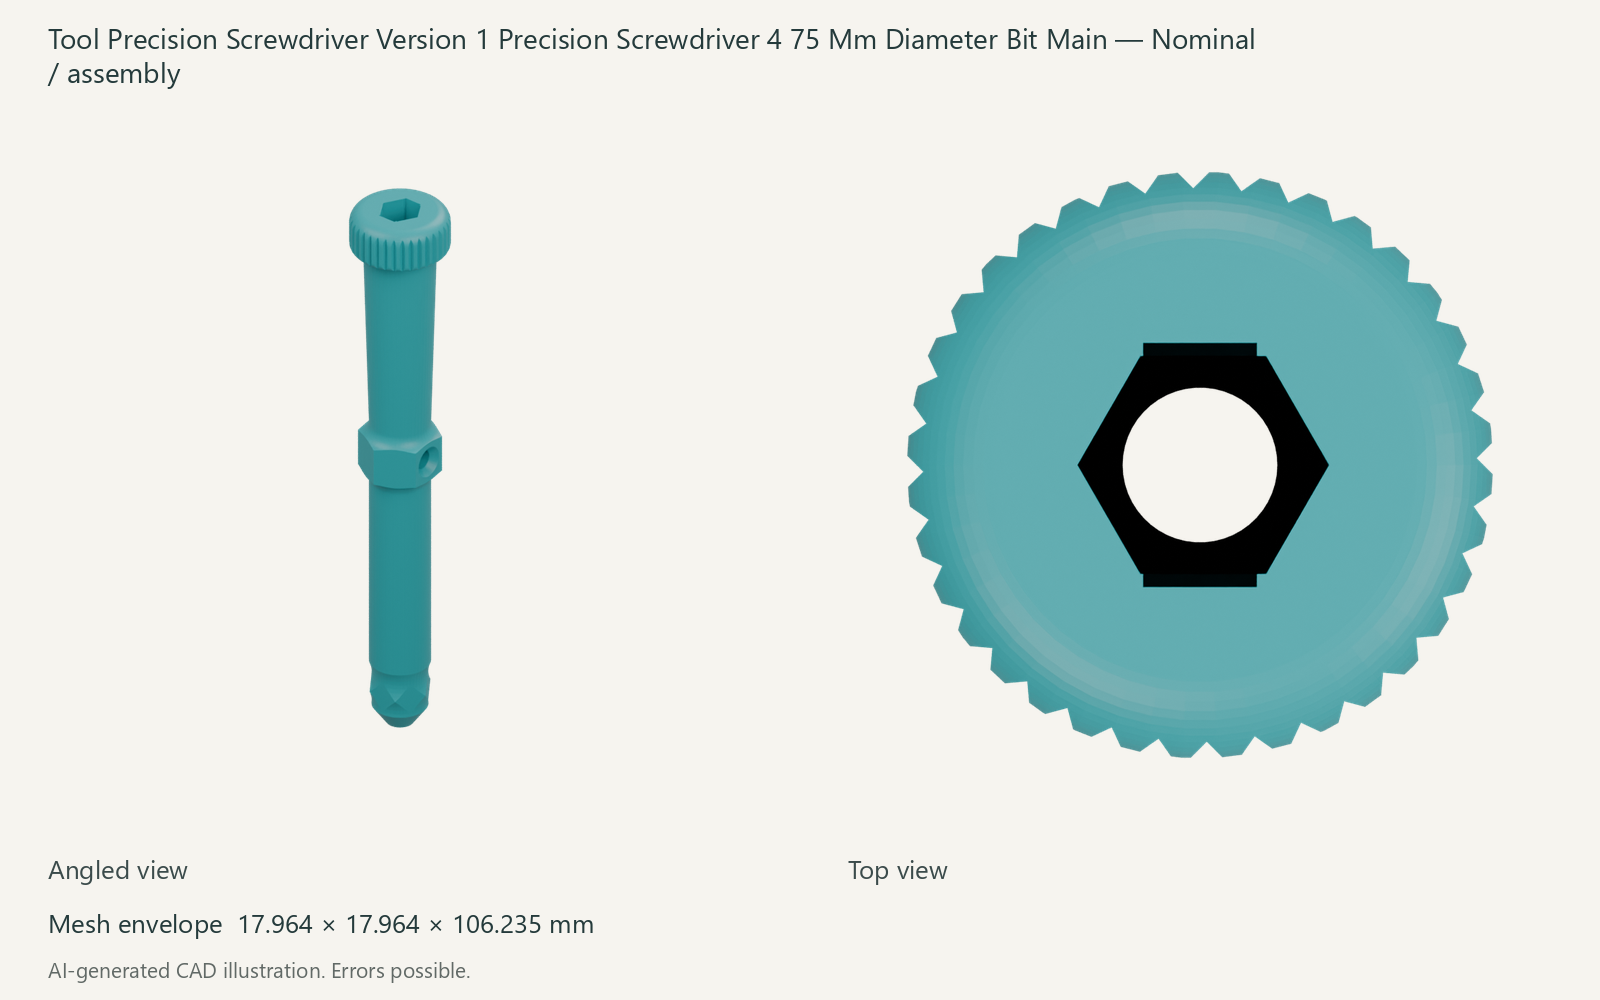 Tool Precision Screwdriver Version 1 Precision Screwdriver 4 75 Mm Diameter Bit Main — Nominal
/ assembly
Angled view
Top view
Mesh envelope  17.964 × 17.964 × 106.235 mm
AI-generated CAD illustration. Errors possible.